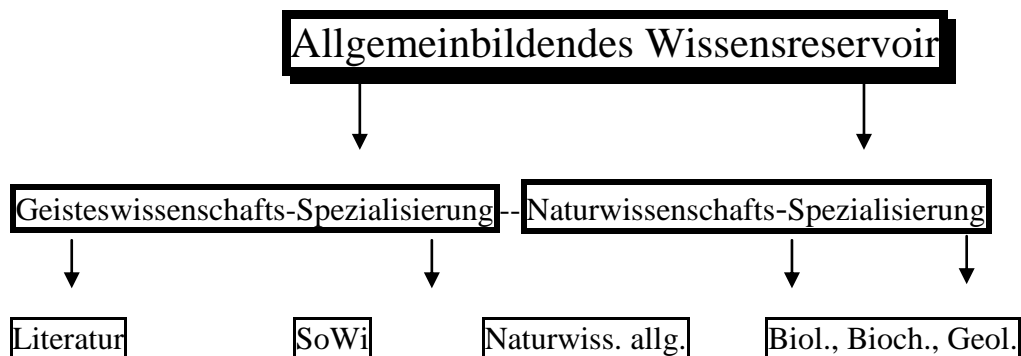 Allgemeinbildendes Wissensreservoir
Geisteswissenschafts-Spezialisierung -- Naturwissenschafts-Spezialisierung
Literatur SoWi Naturwiss. allg. Biol., Bioch., Geol.